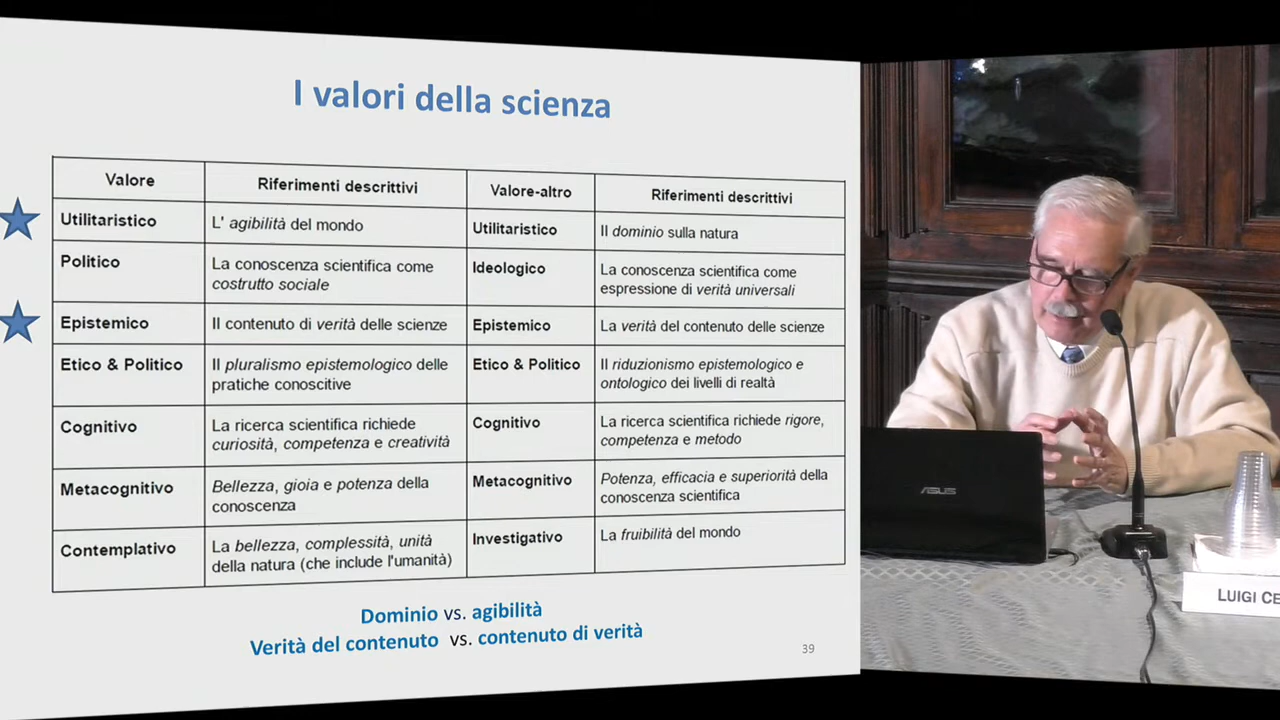 I valori della scienza
Valore
Riferimenti descrittivi
Valore-altro
Riferimenti descrittivi
Utilitaristico
L' agibilità del mondo
Utilitaristico
Il dominio sulla natura
Politico
La conoscenza scientifica come
costrutto sociale
Ideologico
La conoscenza scientifica come
espressione di verità universali
Epistemico
Il contenuto di verità delle scienze
Epistemico
La verità del contenuto delle scienze
Etico & Politico
Il pluralismo epistemologico delle
pratiche conoscitive
Etico & Politico
Il riduzionismo epistemologico e
ontologico dei livelli di realtà
Cognitivo
La ricerca scientifica richiede
curiosità, competenza e creatività
Cognitivo
La ricerca scientifica richiede rigore,
competenza e metodo
Metacognitivo
Bellezza, gioia e potenza della
conoscenza
Metacognitivo
Potenza, efficacia e superiorità della
conoscenza scientifica
Contemplativo
La bellezza, complessità, unità
della natura (che include l'umanità)
Investigativo
La fruibilità del mondo
Dominio vs. agibilità
Verità del contenuto vs. contenuto di verità
39
ASUS
LUIGI CE